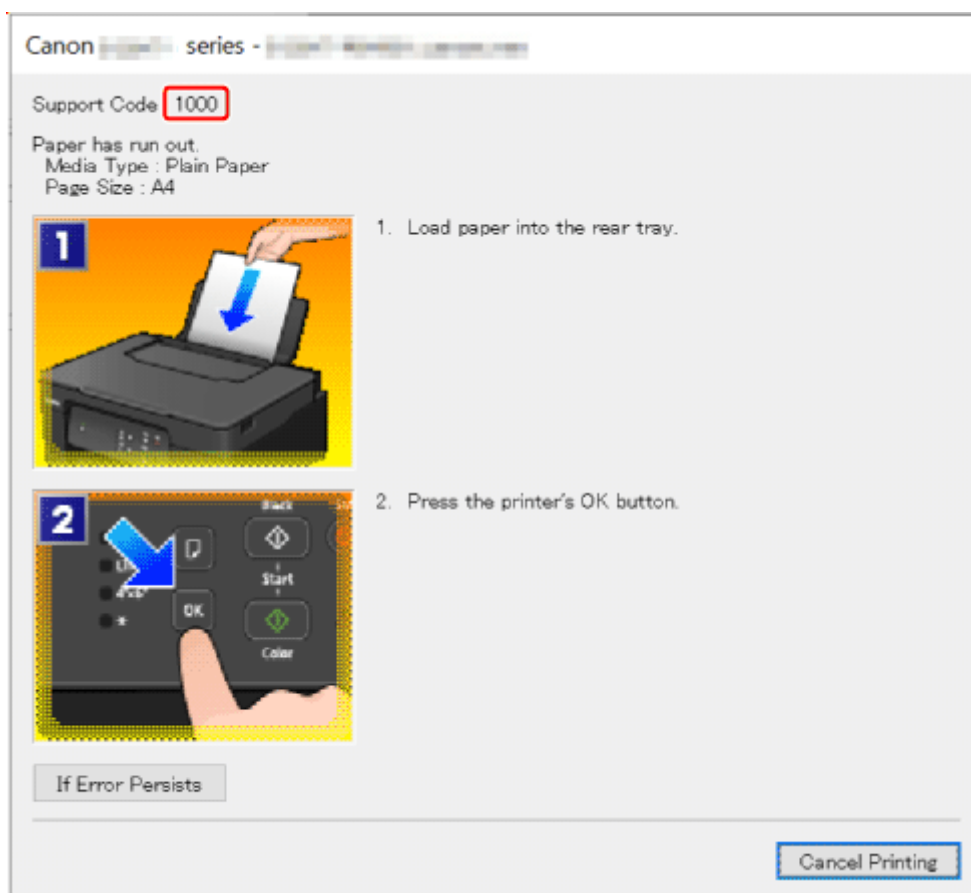 Canon series -
Support Code 1000
Paper has run out.
Media Type : Plain Paper
Page Size : A4
1
1. Load paper into the rear tray.
2
2. Press the printer's OK button.
Black
Start
4"x6"
OK
Color
If Error Persists
Cancel Printing